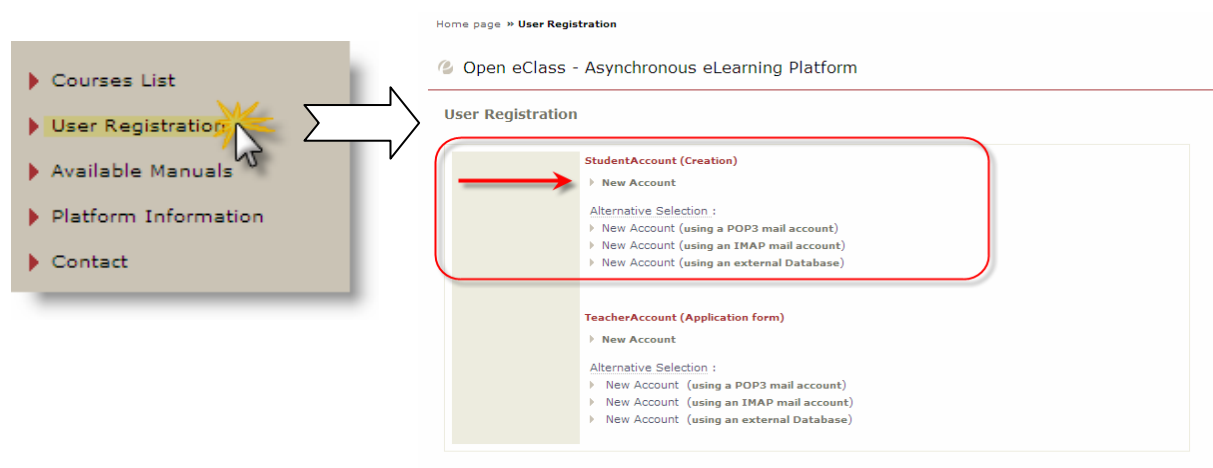 Courses List
User Registration
Available Manuals
Platform Information
Contact
Home page » User Registration
Open eClass - Asynchronous eLearning Platform
User Registration
StudentAccount (Creation)
New Account
Alternative Selection :
New Account (using a POP3 mail account)
New Account (using an IMAP mail account)
New Account (using an external Database)
TeacherAccount (Application form)
New Account
Alternative Selection :
New Account (using a POP3 mail account)
New Account (using an IMAP mail account)
New Account (using an external Database)